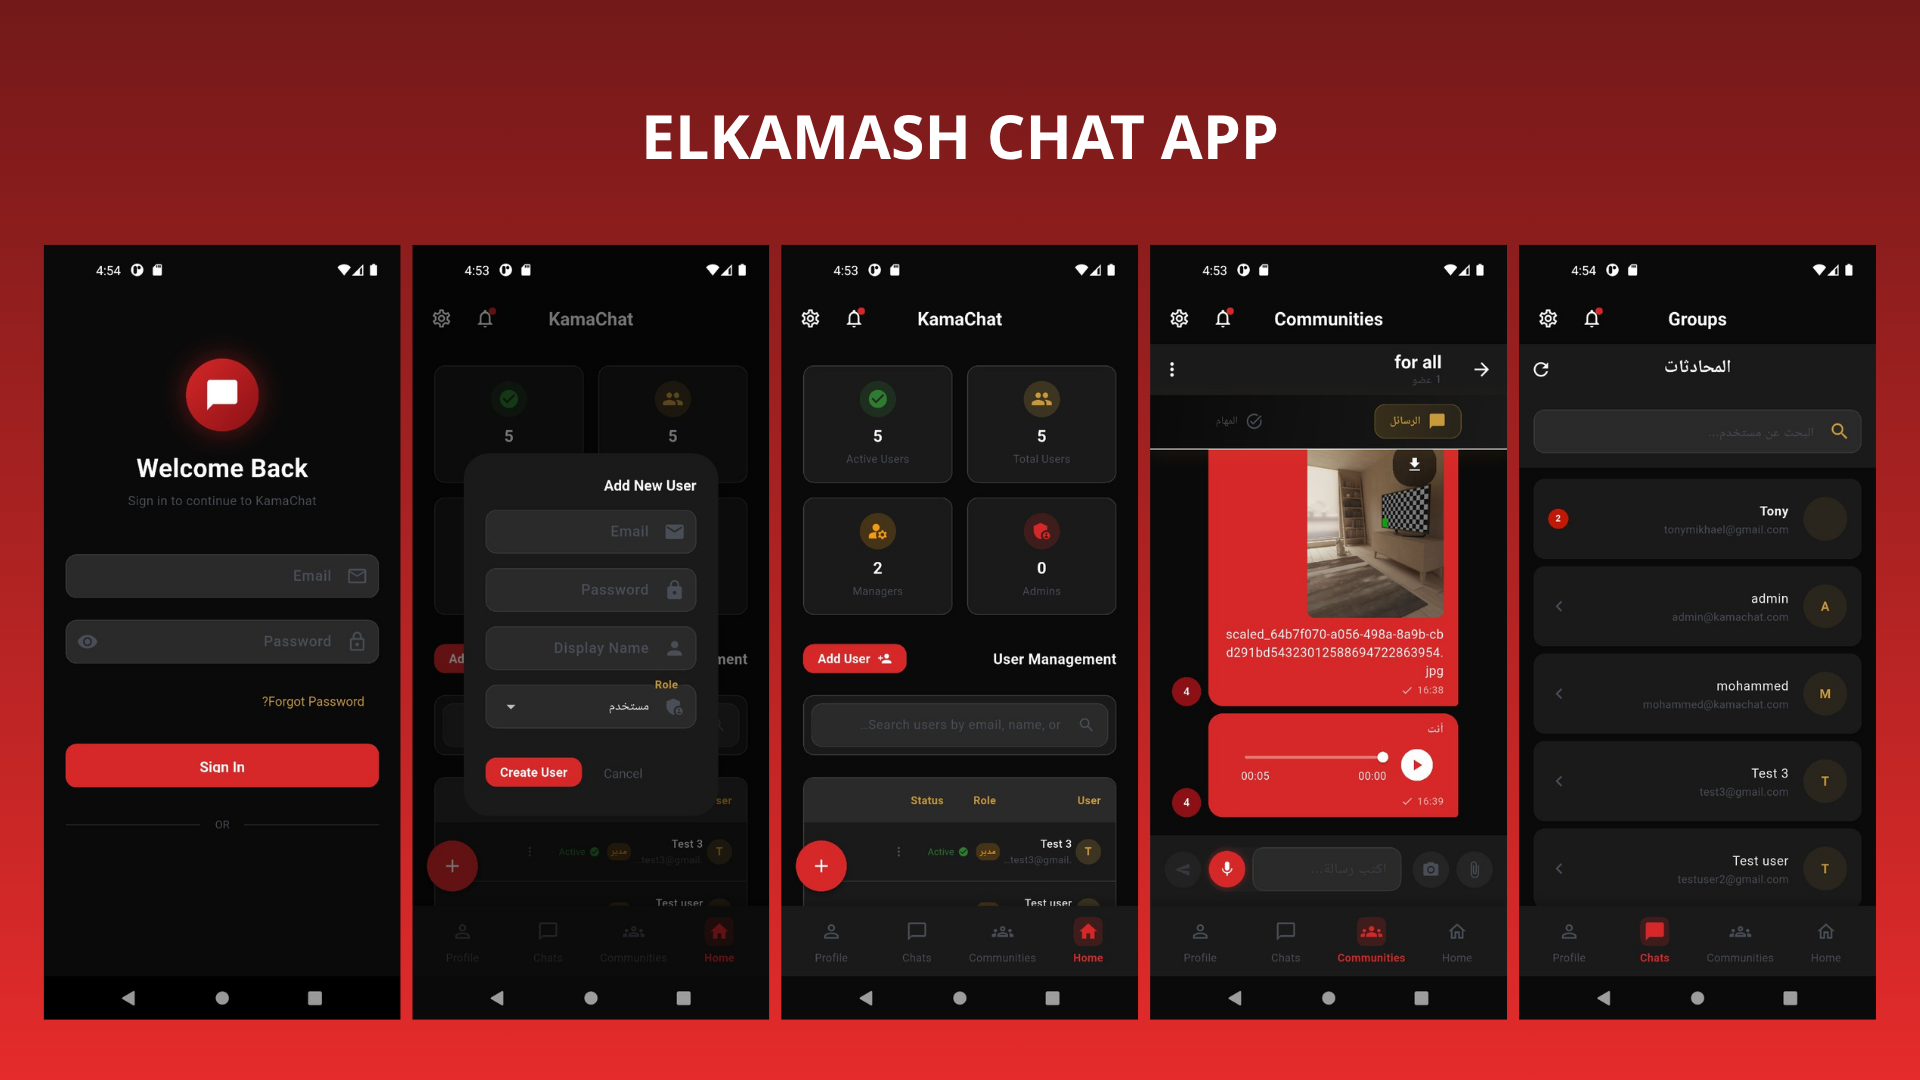 ELKAMASH CHAT APP
4:54
Welcome Back
Sign in to continue to KamaChat
Email
Password
?Forgot Password
Sign In
OR
4:53
KamaChat
5
5
Add New User
Email
Password
Display Name
Role
مستخدم
Create User
Cancel
Ad
ment
ser
Test 3
test3@gmail.
T
مدير
Active
Test user
Profile
Chats
Communities
Home
4:53
KamaChat
5
Active Users
5
Total Users
2
Managers
0
Admins
Add User
User Management
...Search users by email, name, or
Status
Role
User
Active
مدير
Test 3
...test3@gmail.
T
Test user
Profile
Chats
Communities
Home
4:53
Communities
for all
1 عضو
المهام
الرسائل
scaled_64b7f070-a056-498a-8a9b-cb
d291bd5432301258869472286395​4.
jpg
16:38
4
أنت
00:05
00:00
16:39
4
اكتب رسالة...
Profile
Chats
Communities
Home
4:54
Groups
المحادثات
البحث عن مستخدم...
2
Tony
tonymikhael@gmail.com
admin
admin@kamachat.com
A
mohammed
mohammed@kamachat.com
M
Test 3
test3@gmail.com
T
Test user
testuser2@gmail.com
T
Profile
Chats
Communities
Home